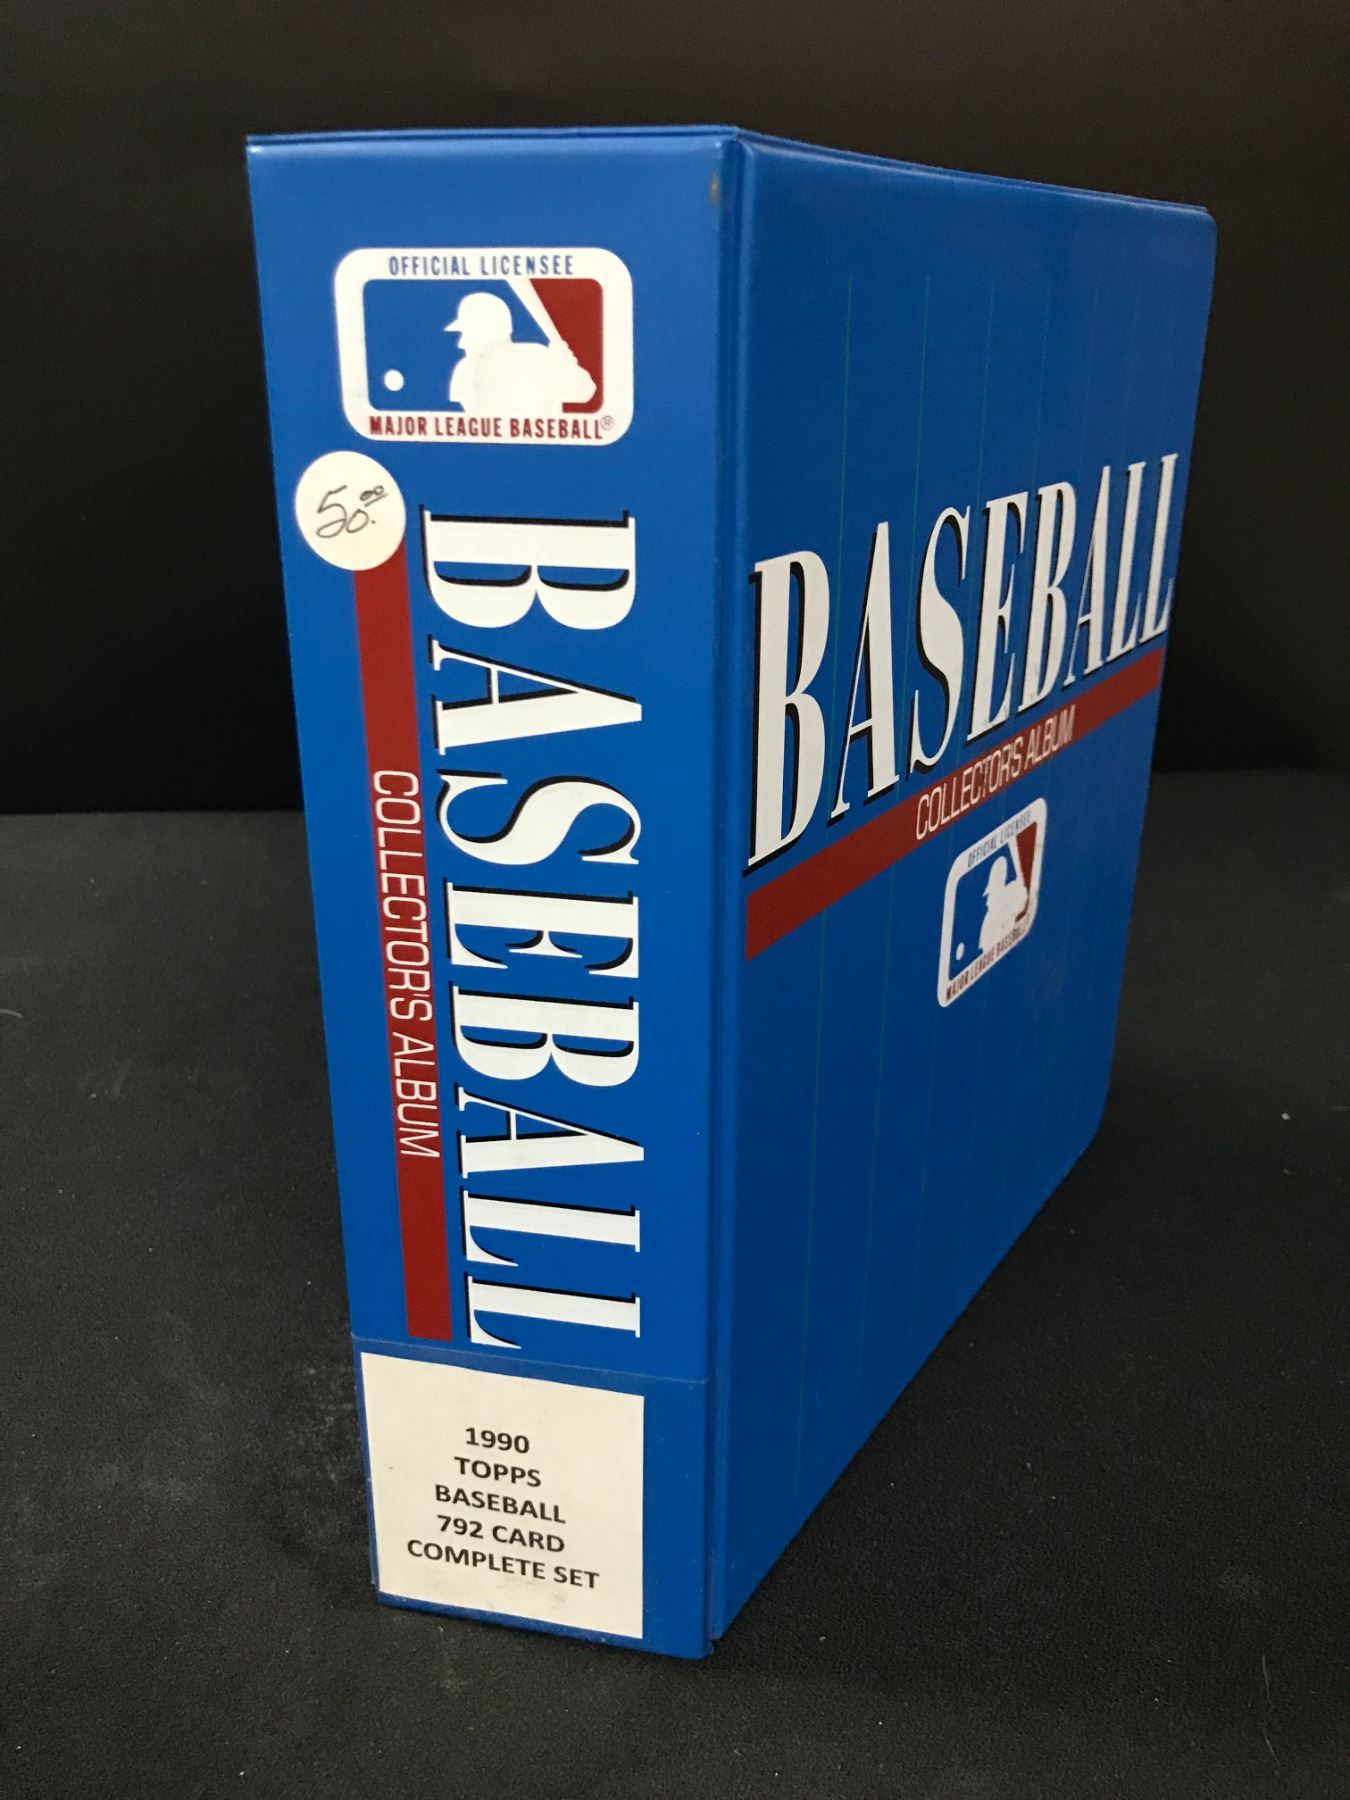 OFFICIAL LICENSEE
MAJOR LEAGUE BASEBALL®
50.00
BASEBALL
COLLECTOR'S ALBUM
1990
TOPPS
BASEBALL
792 CARD
COMPLETE SET
BASEBALL
COLLECTOR'S ALBUM
OFFICIAL LICENSEE
MAJOR LEAGUE BASEBALL